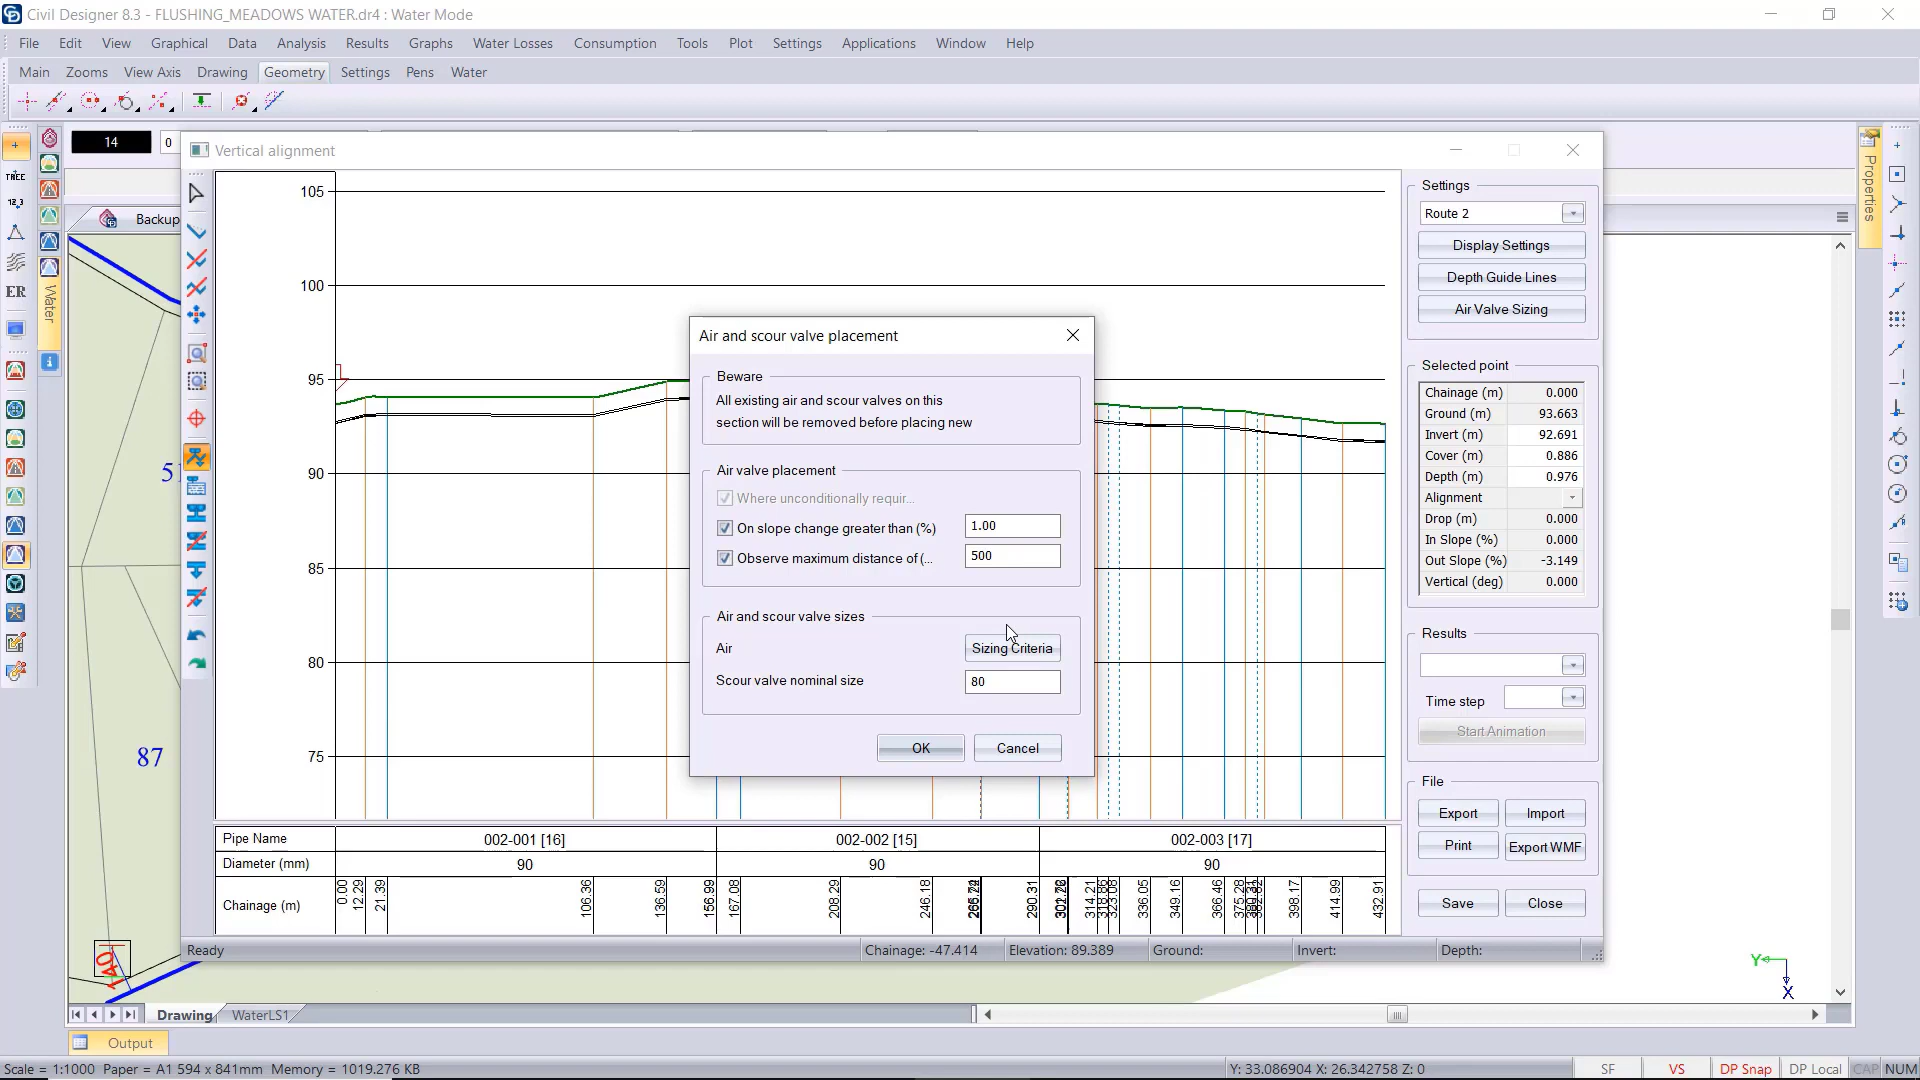 Civil Designer 8.3 - FLUSHING_MEADOWS WATER.dr4 : Water Mode
File Edit View Graphical Data Analysis Results Graphs Water Losses Consumption Tools Plot Settings Applications Window Help
Main Zooms View Axis Drawing Geometry Settings Pens Water
14 0
Vertical alignment
Backup
TREE
ER
Water
Properties
105
100
95
90
85
80
75
51
87
Air and scour valve placement
Beware
All existing air and scour valves on this
section will be removed before placing new
Air valve placement
Where unconditionally requir...
On slope change greater than (%) 1.00
Observe maximum distance of (... 500
Air and scour valve sizes
Air Sizing Criteria
Scour valve nominal size 80
OK Cancel
Settings
Route 2
Display Settings
Depth Guide Lines
Air Valve Sizing
Selected point
Chainage (m) 0.000
Ground (m) 93.663
Invert (m) 92.691
Cover (m) 0.886
Depth (m) 0.976
Alignment
Drop (m) 0.000
In Slope (%) 0.000
Out Slope (%) -3.149
Vertical (deg) 0.000
Results
Time step
Start Animation
File
Export Import
Print Export WMF
Save Close
Pipe Name 002-001 [16] 002-002 [15] 002-003 [17]
Diameter (mm) 90 90 90
Chainage (m) 0.00 12.29 21.39 106.36 136.59 156.99 167.08 208.29 246.18 290.31 314.21 323.08 336.05 349.16 366.46 375.28 398.17 414.99 432.91
Ready Chainage: -47.414 Elevation: 89.389 Ground: Invert: Depth:
Y X
Drawing WaterLS1
Output
Scale = 1:1000 Paper = A1 594 x 841mm Memory = 1019.276 KB Y: 33.086904 X: 26.342758 Z: 0 SF VS DP Snap DP Local CAP NUM